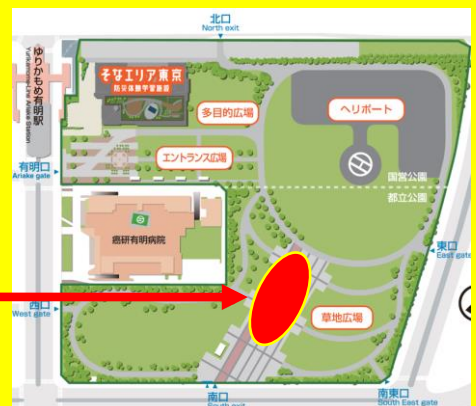 北口
North exit
ゆりかもめ有明駅
Yurikamome-Line Ariake Station
そなエリア東京
防災体験学習施設
多目的広場
ヘリポート
エントランス広場
有明口
Ariake gate
国営公園
都立公園
癌研有明病院
東口
East gate
西口
West gate
草地広場
南口
South exit
南東口
South East gate